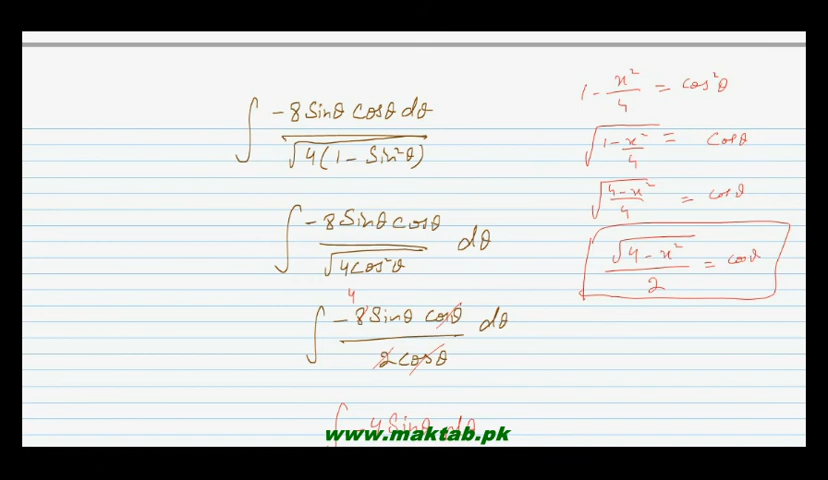 ∫ -8 Sinθ Cosθ dθ / √4(1 - Sin²θ)
∫ -8 Sinθ Cosθ / √4Cos²θ dθ
4
∫ -8 Sinθ Cosθ / 2Cosθ dθ
∫ -4 Sinθ dθ
1 - x²/4 = Cos²θ
√1 - x²/4 = Cosθ
√4 - x²/4 = Cosθ
√4 - x² / 2 = Cosθ
www.maktab.pk